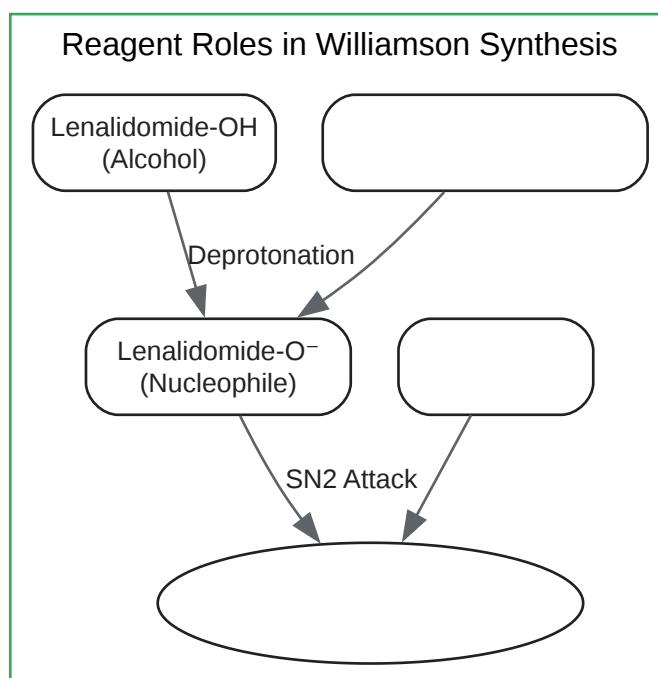 Reagent Roles in Williamson Synthesis
Lenalidomide-OH
(Alcohol)
Deprotonation
Lenalidomide-O⁻
(Nucleophile)
SN2 Attack